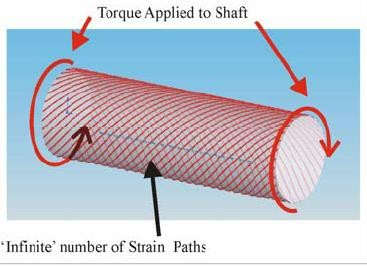 Torque Applied to Shaft
'Infinite' number of Strain Paths